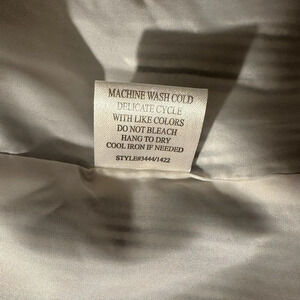 MACHINE WASH COLD
DELICATE CYCLE
WITH LIKE COLORS
DO NOT BLEACH
HANG TO DRY
COOL IRON IF NEEDED
STYLE#3444/1422